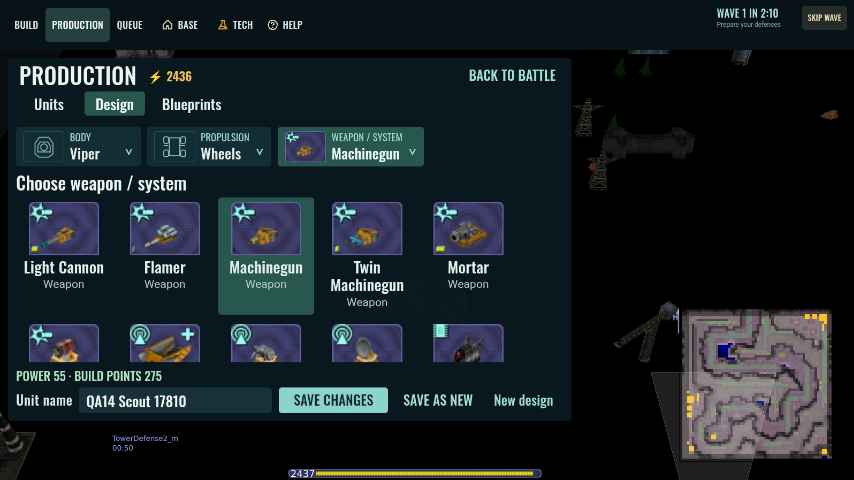 BUILD
PRODUCTION
QUEUE
BASE
TECH
HELP
WAVE 1 IN 2:10
Prepare your defences
SKIP WAVE
PRODUCTION
2436
BACK TO BATTLE
Units
Design
Blueprints
BODY
Viper
PROPULSION
Wheels
WEAPON / SYSTEM
Machinegun
Choose weapon / system
Light Cannon
Weapon
Flamer
Weapon
Machinegun
Weapon
Twin
Machinegun
Weapon
Mortar
Weapon
POWER 55 · BUILD POINTS 275
Unit name
QA14 Scout 17810
SAVE CHANGES
SAVE AS NEW
New design
N
TowerDefense2_m
00:50
2437